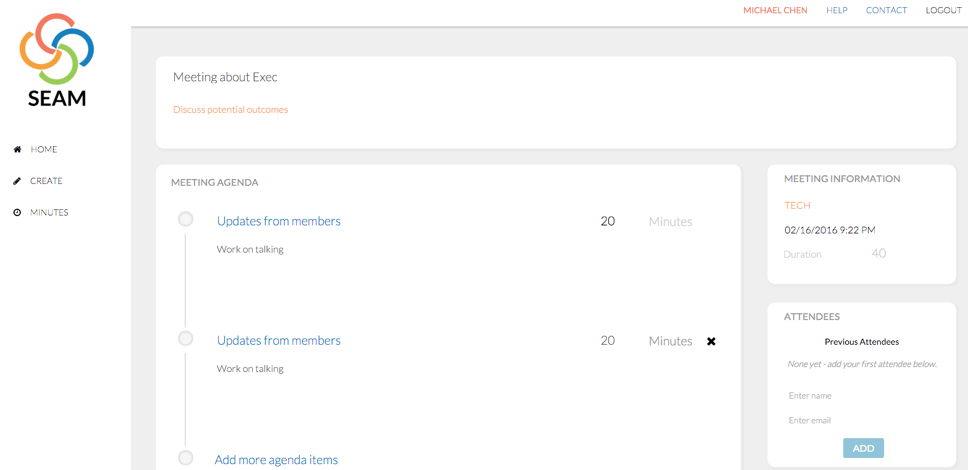 MICHAEL CHEN HELP CONTACT LOGOUT
SEAM
HOME
CREATE
MINUTES
Meeting about Exec
Discuss potential outcomes
MEETING AGENDA
Updates from members 20 Minutes
Work on talking
Updates from members 20 Minutes
Work on talking
Add more agenda items
MEETING INFORMATION
TECH
02/16/2016 9:22 PM
Duration 40
ATTENDEES
Previous Attendees
None yet - add your first attendee below.
Enter name
Enter email
ADD